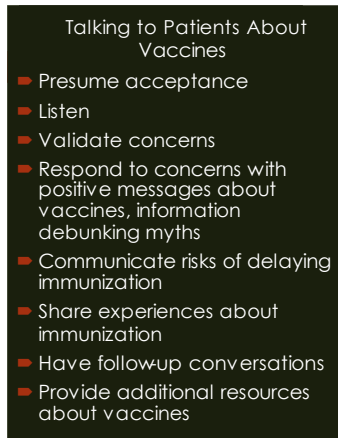 Talking to Patients About
Vaccines
Presume acceptance
Listen
Validate concerns
Respond to concerns with
positive messages about
vaccines, information
debunking myths
Communicate risks of delaying
immunization
Share experiences about
immunization
Have follow-up conversations
Provide additional resources
about vaccines